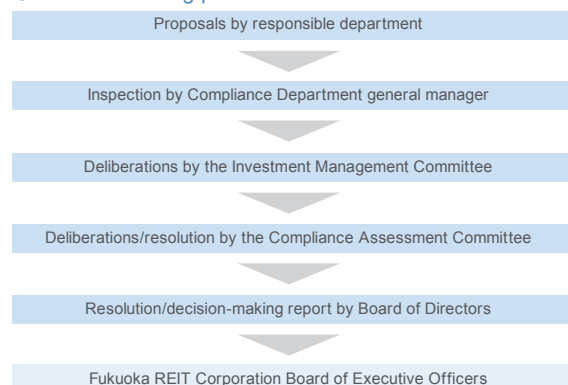 Proposals by responsible department
Inspection by Compliance Department general manager
Deliberations by the Investment Management Committee
Deliberations/resolution by the Compliance Assessment Committee
Resolution/decision-making report by Board of Directors
Fukuoka REIT Corporation Board of Executive Officers